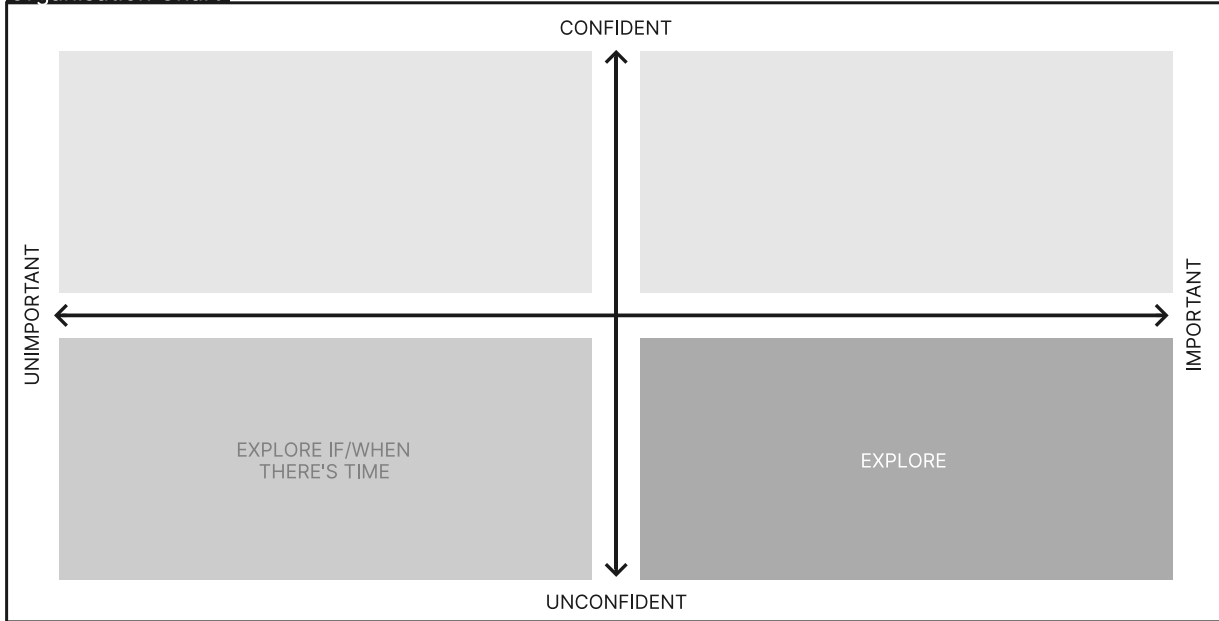 CONFIDENT
UNIMPORTANT
IMPORTANT
EXPLORE IF/WHEN
THERE'S TIME
EXPLORE
UNCONFIDENT